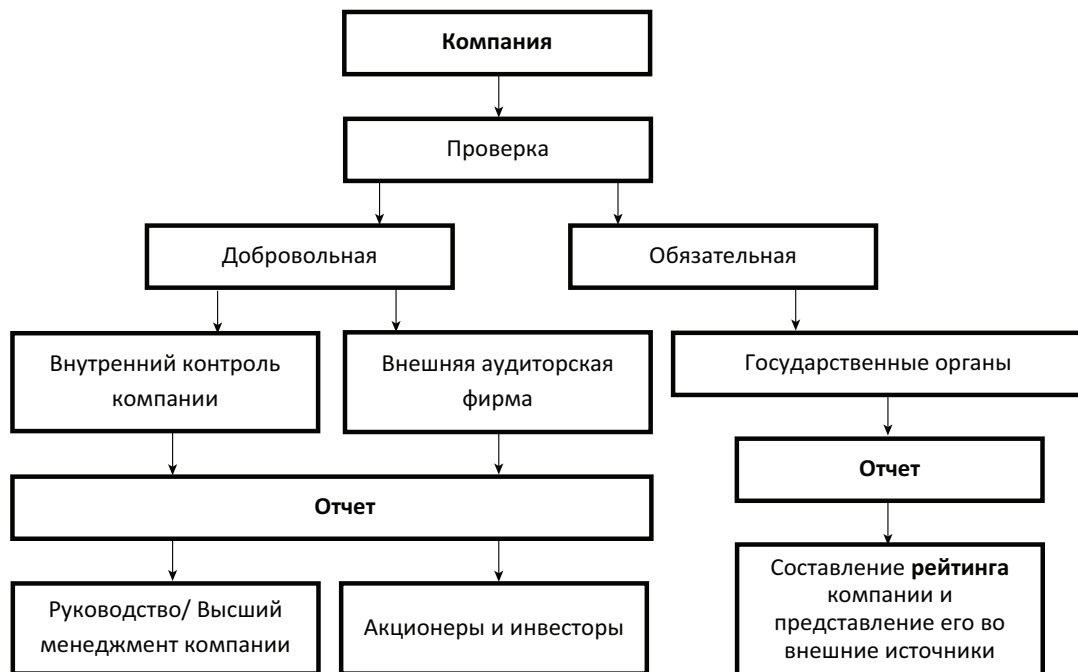 Компания
Проверка
Добровольная
Обязательная
Внутренний контроль
компании
Внешняя аудиторская
фирма
Государственные органы
Отчет
Отчет
Руководство/ Высший
менеджмент компании
Акционеры и инвесторы
Составление рейтинга
компании и
представление его во
внешние источники